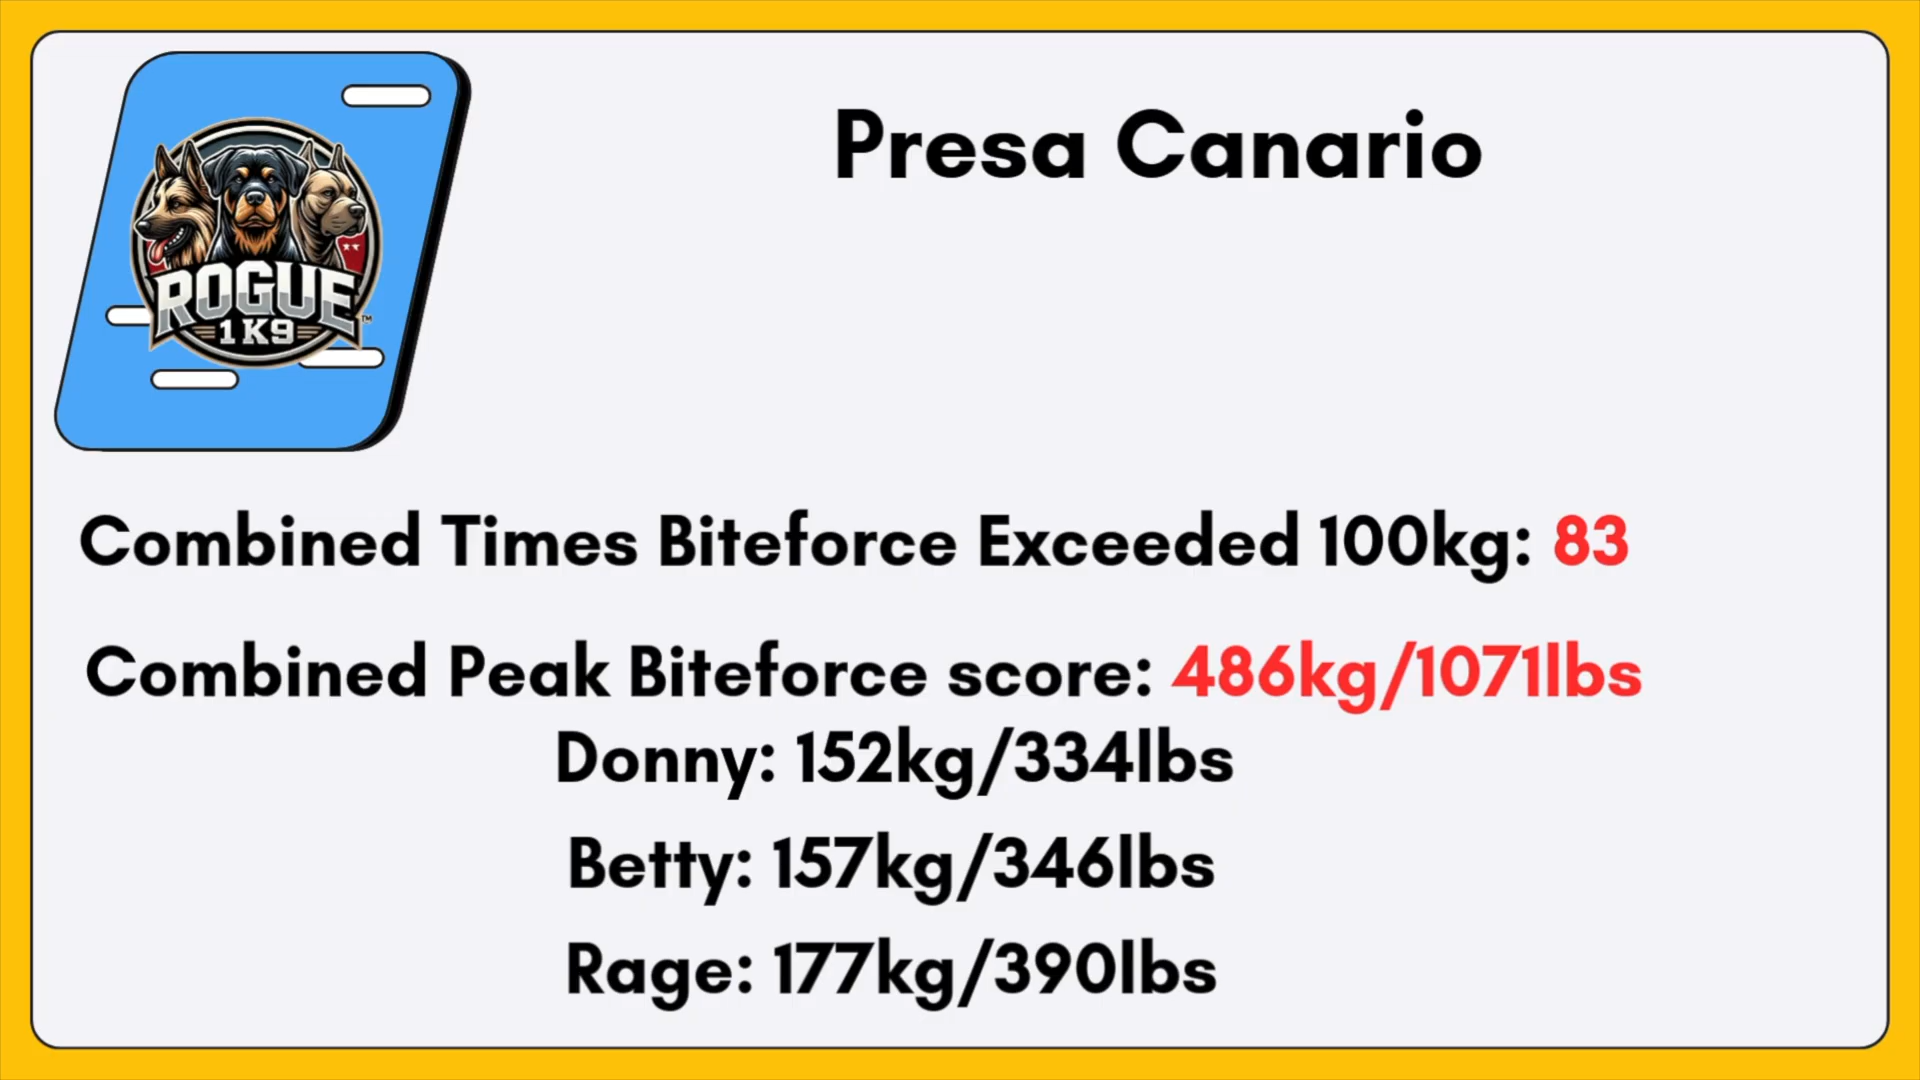 Presa Canario
ROGUE
1K9
TM
Combined Times Biteforce Exceeded 100kg: 83
Combined Peak Biteforce score: 486kg/1071lbs
Donny: 152kg/334lbs
Betty: 157kg/346lbs
Rage: 177kg/390lbs